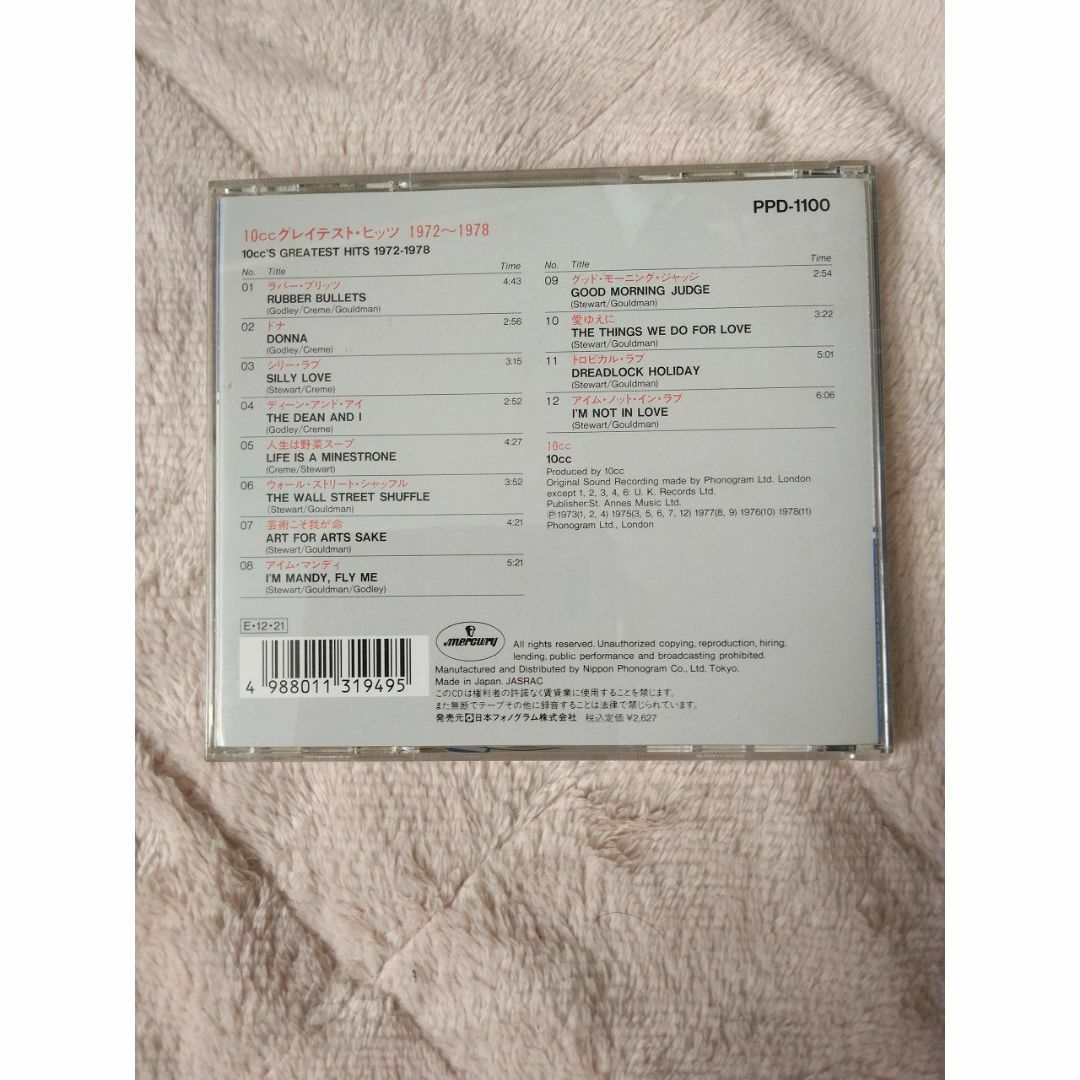 PPD-1100
10ccグレイテスト・ヒッツ 1972〜1978
10cc'S GREATEST HITS 1972-1978
No. Title Time
01 ラバー・ブリッツ 4:43
RUBBER BULLETS
(Godley/Creme/Gouldman)
02 ドナ 2:56
DONNA
(Godley/Creme)
03 シリー・ラブ 3:15
SILLY LOVE
(Stewart/Creme)
04 ディーン・アンド・アイ 2:52
THE DEAN AND I
(Godley/Creme)
05 人生は野菜スープ 4:27
LIFE IS A MINESTRONE
(Creme/Stewart)
06 ウォール・ストリート・シャッフル 3:52
THE WALL STREET SHUFFLE
(Stewart/Gouldman)
07 芸術こそ我が命 4:21
ART FOR ARTS SAKE
(Stewart/Gouldman)
08 アイム・マンディ 5:21
I'M MANDY, FLY ME
(Stewart/Gouldman/Godley)
No. Title Time
09 グッド・モーニング・ジャッジ 2:54
GOOD MORNING JUDGE
(Stewart/Gouldman)
10 愛ゆえに 3:22
THE THINGS WE DO FOR LOVE
(Stewart/Gouldman)
11 トロピカル・ラブ 5:01
DREADLOCK HOLIDAY
(Stewart/Gouldman)
12 アイム・ノット・イン・ラブ 6:06
I'M NOT IN LOVE
(Stewart/Gouldman)
10cc
10cc
Produced by 10cc
Original Sound Recording made by Phonogram Ltd. London
except 1, 2, 3, 4, 6: U. K. Records Ltd.
Publisher:St. Annes Music Ltd.
Ⓟ1973(1, 2, 4) 1975(3, 5, 6, 7, 12) 1977(8, 9) 1976(10) 1978(11)
Phonogram Ltd., London
E・12・21
4 988011 319495
mercury
All rights reserved. Unauthorized copying, reproduction, hiring,
lending, public performance and broadcasting prohibited.
Manufactured and Distributed by Nippon Phonogram Co., Ltd. Tokyo.
Made in Japan. JASRAC
このCDは権利者の許諾なく賃貸業に使用することを禁じます。
また無断でテープその他に録音することは法律で禁じられています。
発売元 日本フォノグラム株式会社 税込定価¥2,627